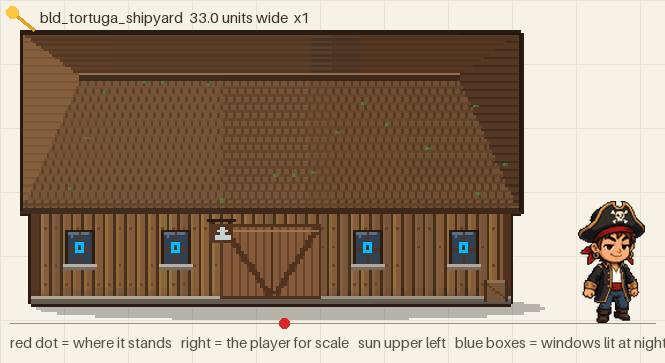 bld_tortuga_shipyard  33.0 units wide  x1
red dot = where it stands   right = the player for scale   sun upper left   blue boxes = windows lit at night